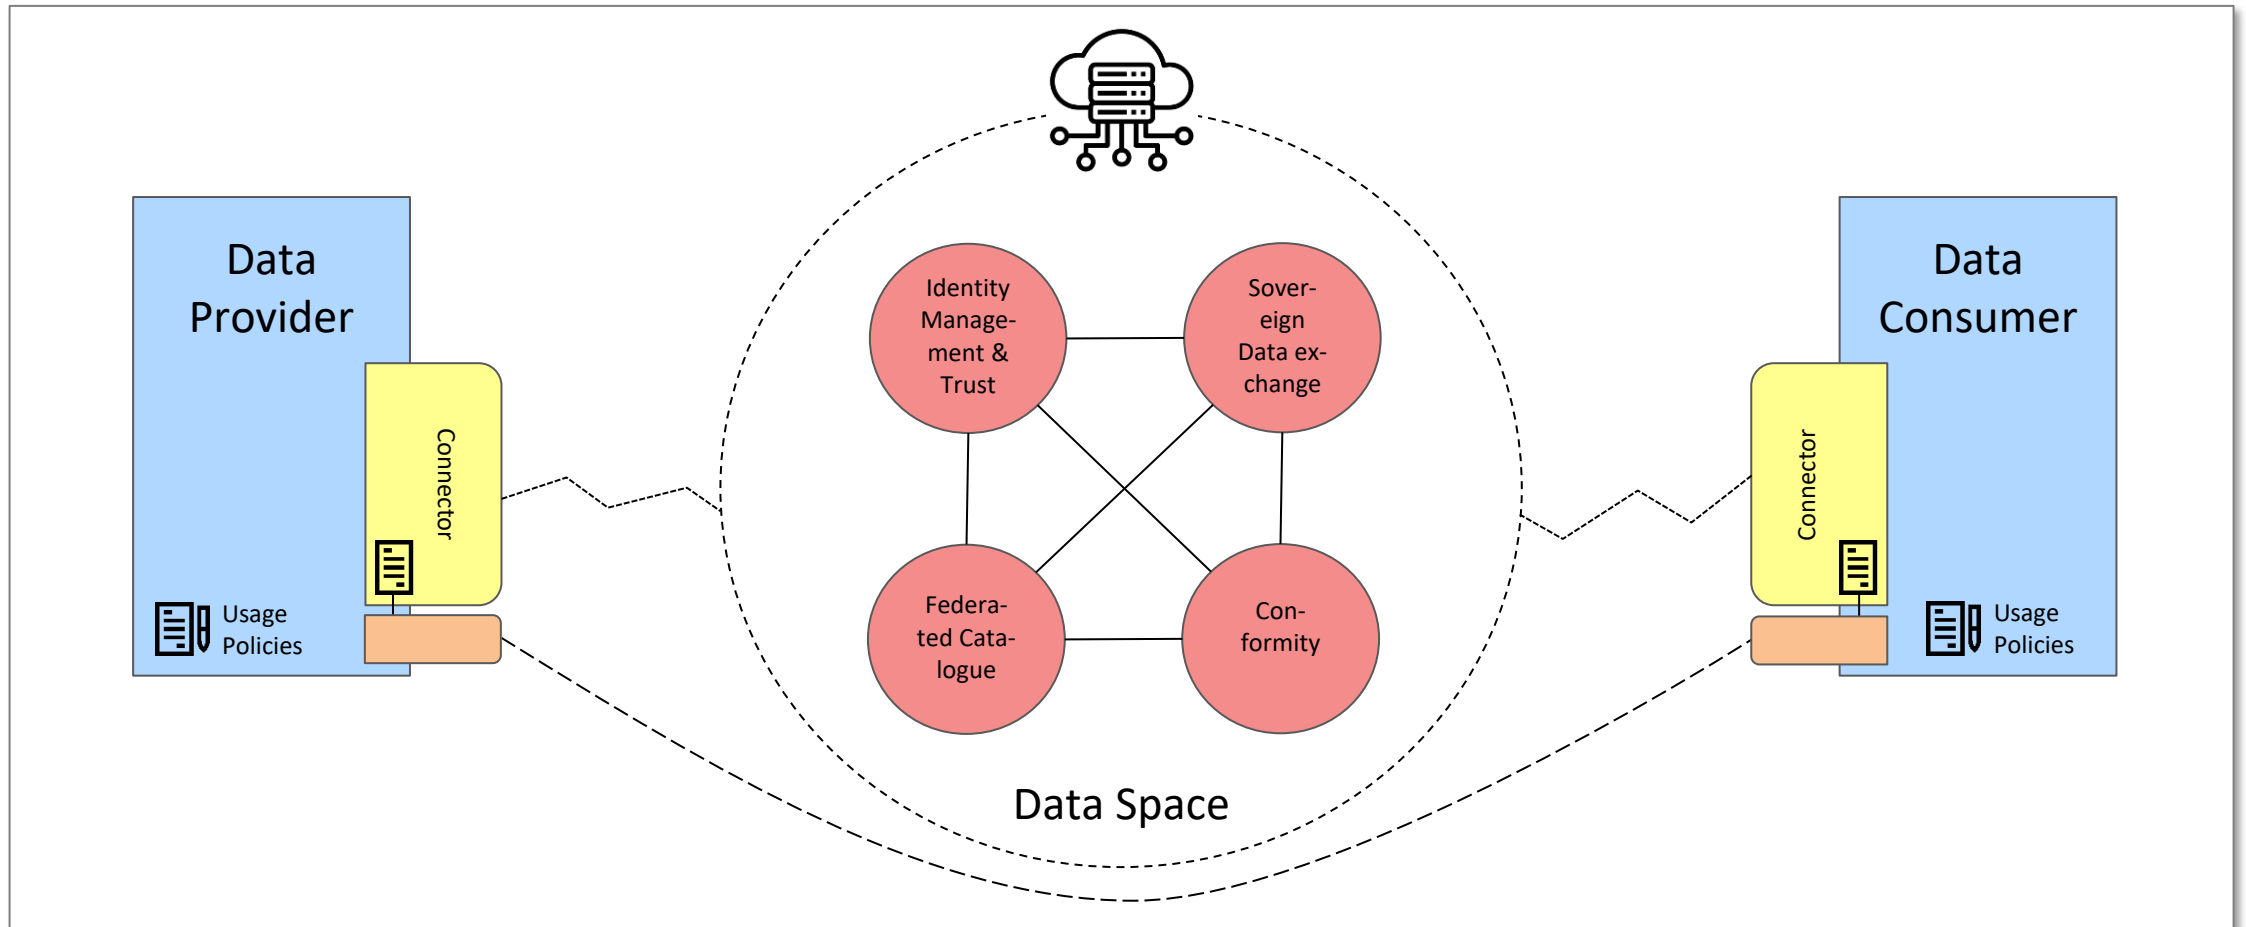 Data
Provider
Connector
Usage
Policies
Identity
Manage-
ment &
Trust
Sover-
eign
Data ex-
change
Federa-
ted Cata-
logue
Con-
formity
Data Space
Data
Consumer
Connector
Usage
Policies